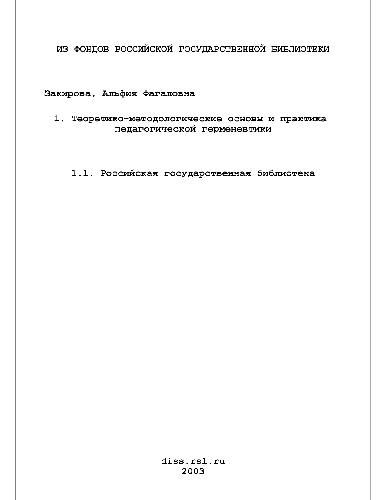 ИЗ ФОНДОВ РОССИЙСКОЙ ГОСУДАРСТВЕННОЙ БИБЛИОТЕКИ
Закирова, Альфия Фагаловна
1. Теоретико-методологические основы и практика
педагогической герменевтики
1.1. Российская государственная библиотека
diss.rsl.ru
2003